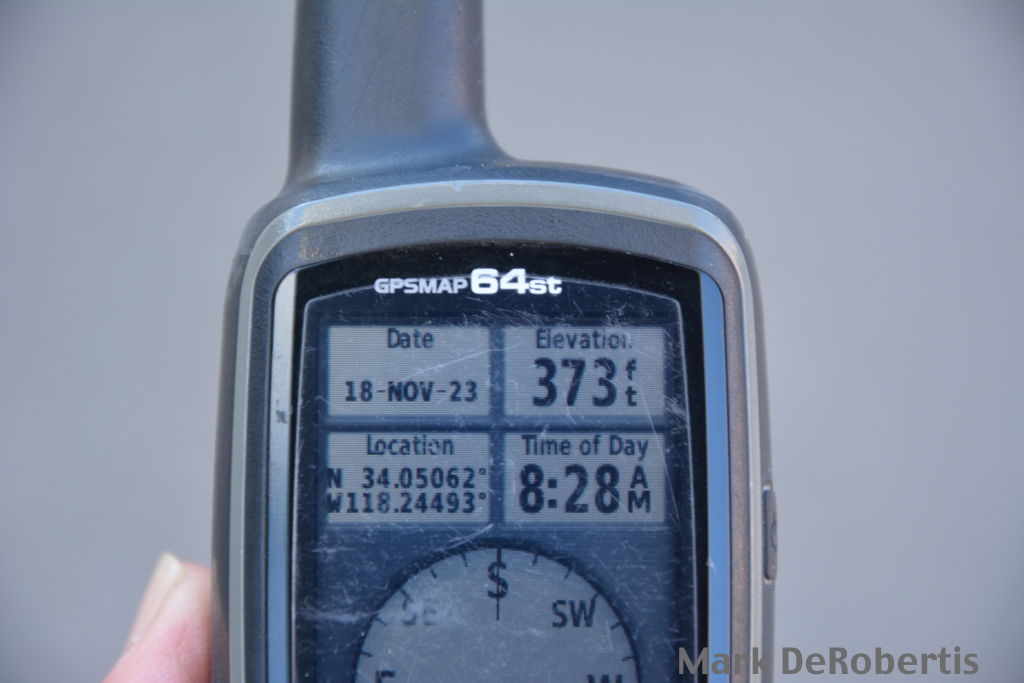 GPSMAP 64st
Date
18-NOV-23
Elevation
373 ft
Location
N 34.05062°
W118.24493°
Time of Day
8:28 AM
S
SE
SW
E
W
Mark DeRobertis